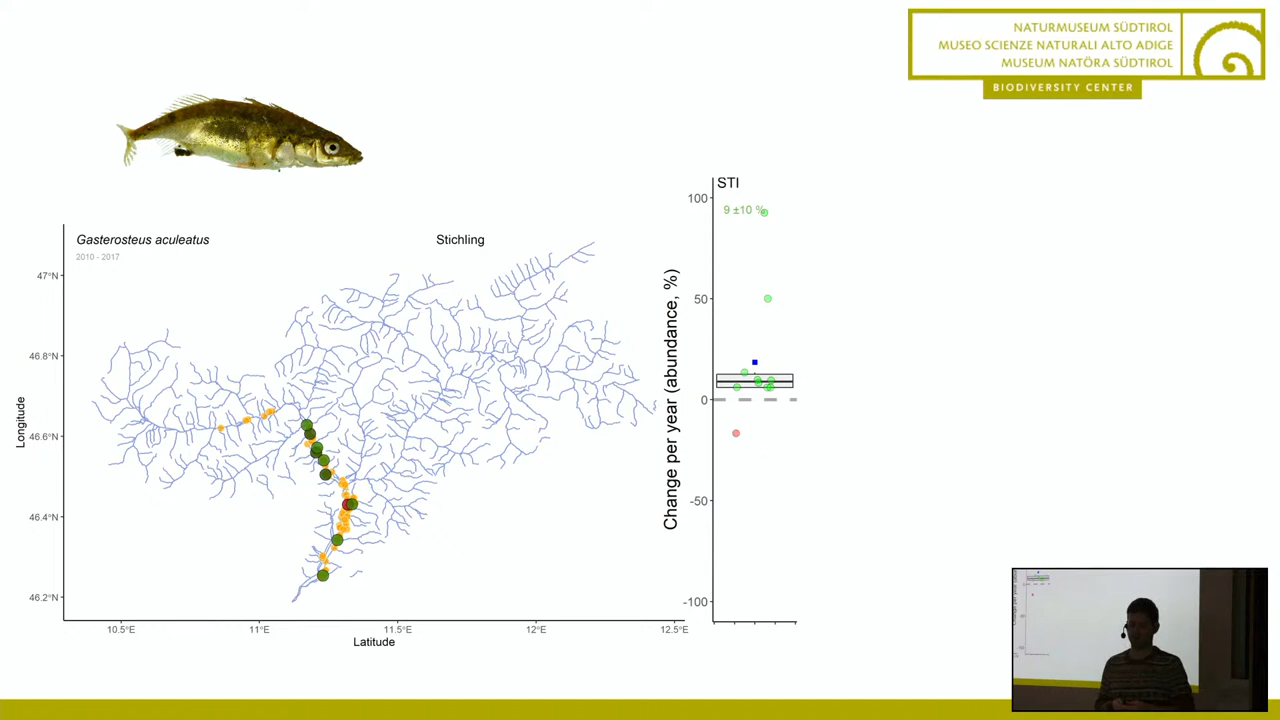 NATURMUSEUM SÜDTIROL
MUSEO SCIENZE NATURALI ALTO ADIGE
MUSEUM NATÖRA SÜDTIROL
BIODIVERSITY CENTER
Gasterosteus aculeatus
Stichling
2010 - 2017
47°N
46.8°N
46.6°N
46.4°N
46.2°N
Longitude
10.5°E
11°E
11.5°E
12°E
12.5°E
Latitude
STI
9 ±10 %
100
50
0
-50
-100
Change per year (abundance, %)